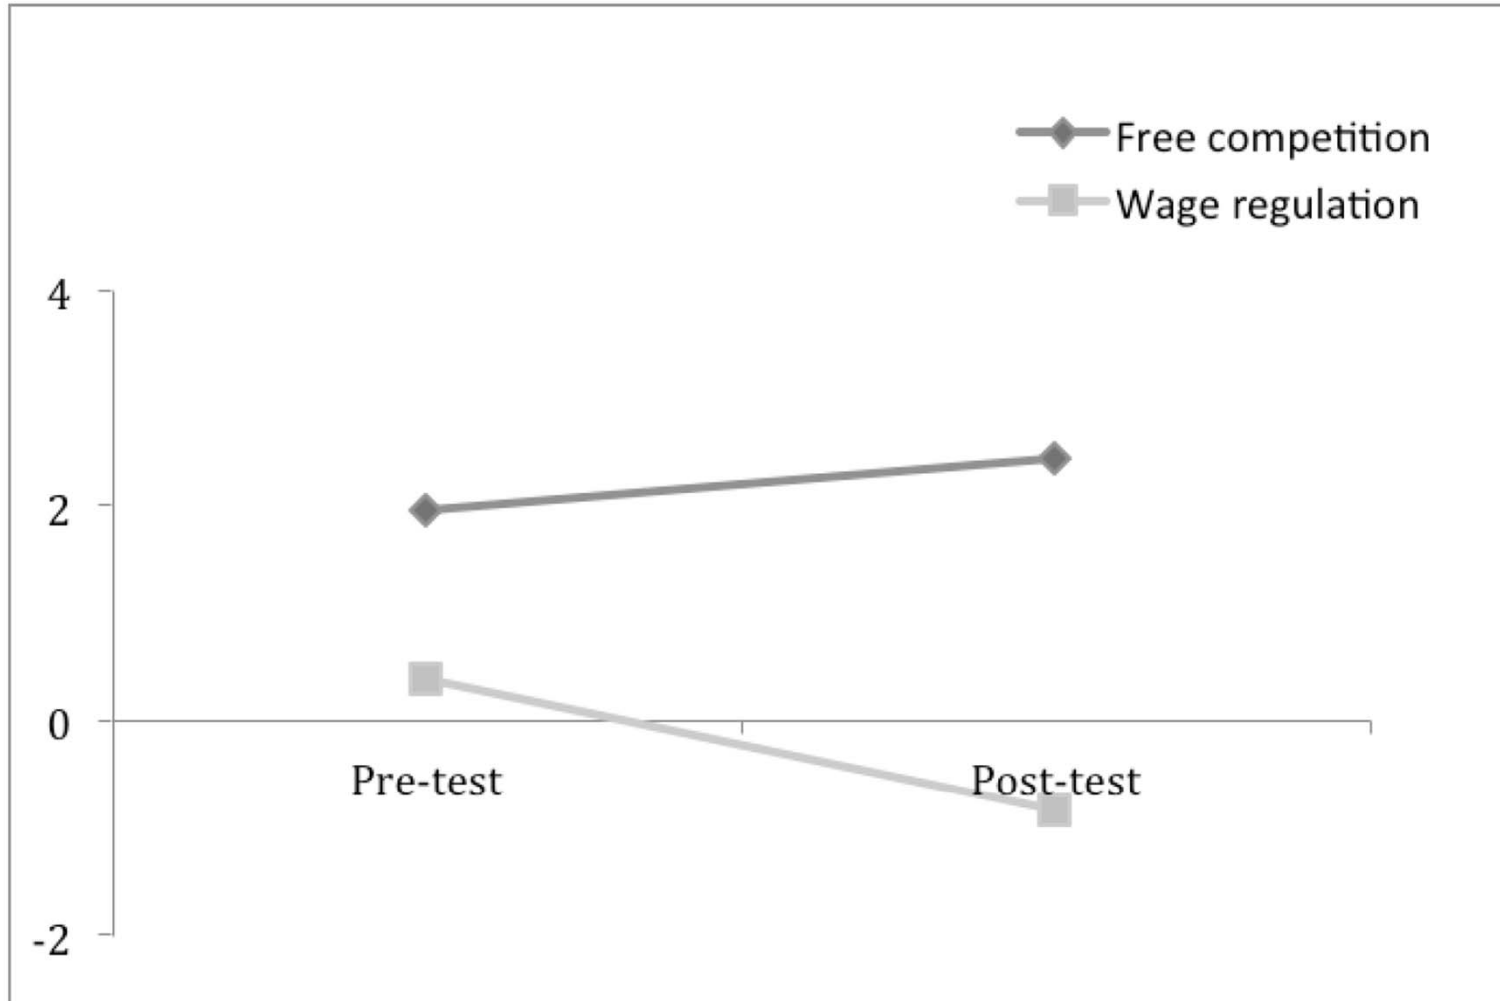 Free competition
Wage regulation
4
2
0
Pre-test
Post-test
-2